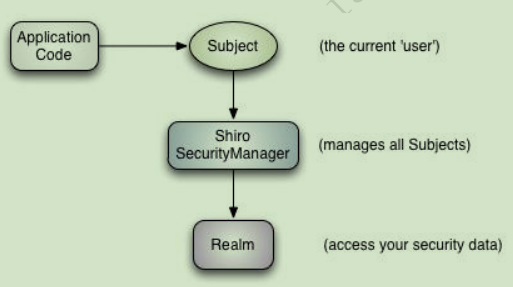 Application
Code
Subject
(the current 'user')
Shiro
SecurityManager
(manages all Subjects)
Realm
(access your security data)